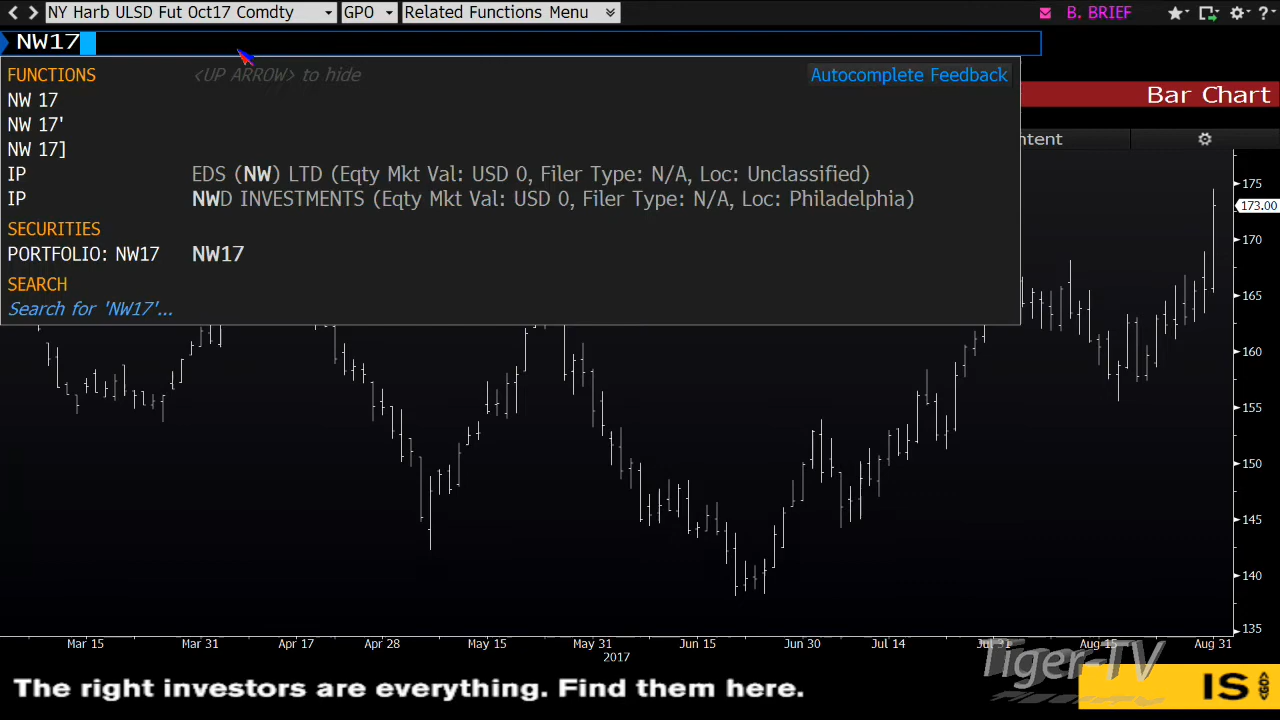 NY Harb ULSD Fut Oct17 Comdty GPO Related Functions Menu B. BRIEF ?
NW17
FUNCTIONS <UP ARROW> to hide Autocomplete Feedback
NW 17
NW 17'
NW 17]
IP EDS (NW) LTD (Eqty Mkt Val: USD 0, Filer Type: N/A, Loc: Unclassified)
IP NWD INVESTMENTS (Eqty Mkt Val: USD 0, Filer Type: N/A, Loc: Philadelphia)
SECURITIES
PORTFOLIO: NW17 NW17
SEARCH
Search for 'NW17'...
Bar Chart
ntent
175
173.00
170
165
160
155
150
145
140
135
Mar 15 Mar 31 Apr 17 Apr 28 May 15 May 31 Jun 15 Jun 30 Jul 14 Jul 31 Aug 15 Aug 31
2017
Tiger-TV
The right investors are everything. Find them here.
IS